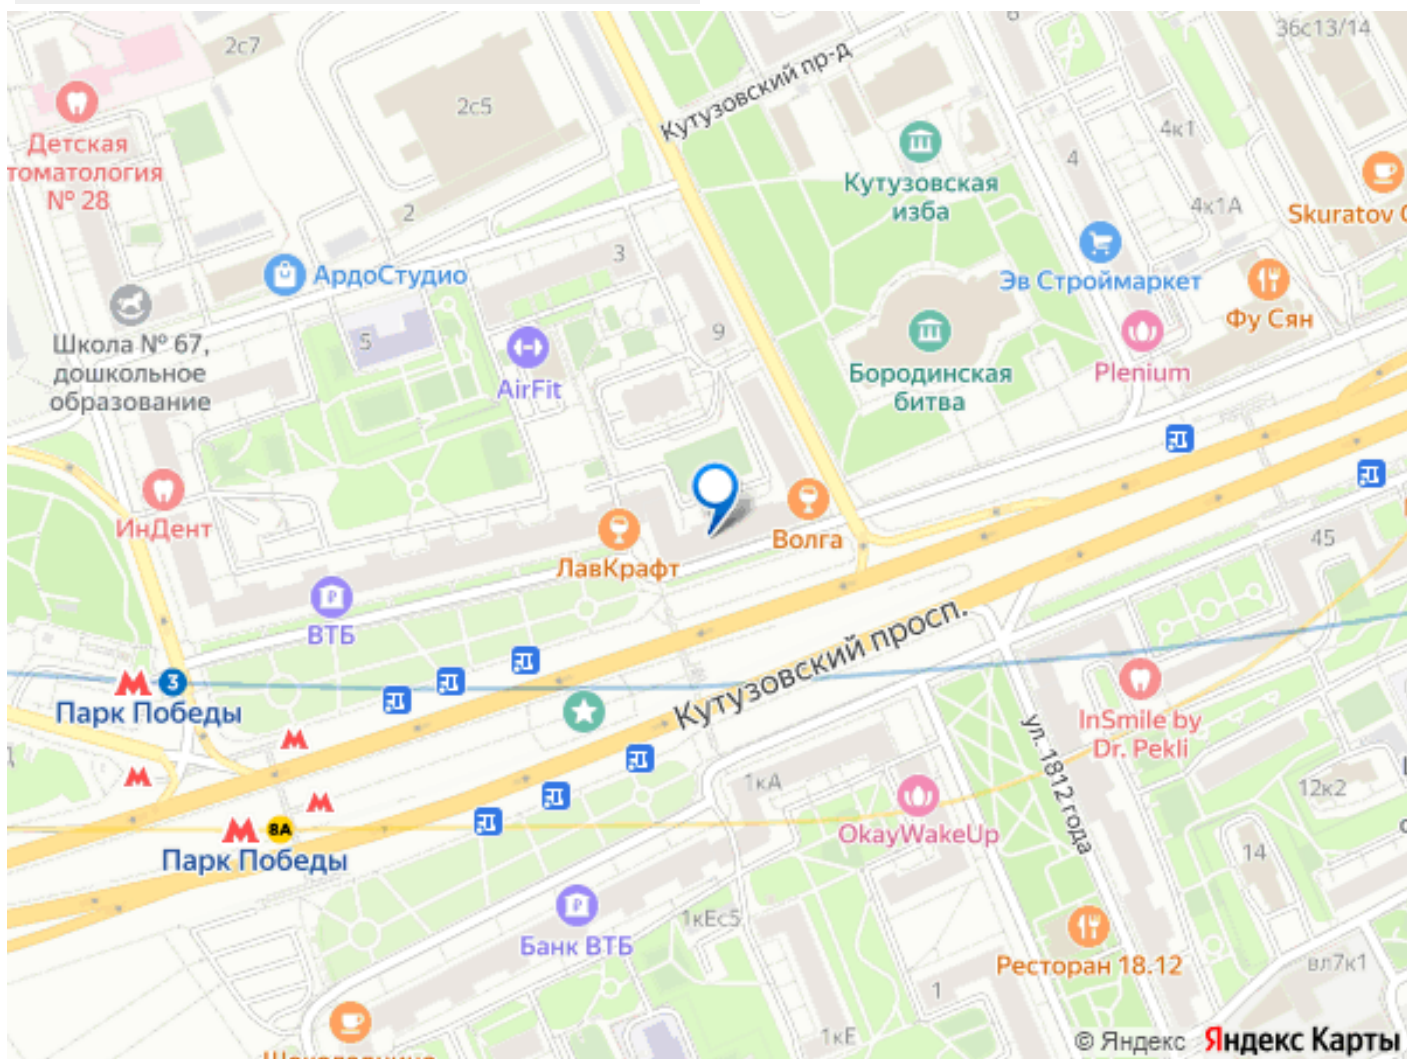 2с7
36с13/14
6
Кутузовский пр-д
2с5
4к1
4
Детская
томатология
№ 28
Кутузовская
изба
4к1А
Skuratov C
2
3
АрдоСтудио
Эв Строймаркет
Фу Сян
9
5
Школа № 67,
дошкольное
образование
AirFit
Бородинская
битва
Plenium
ИнДент
Волга
ЛавКрафт
45
ВТБ
Кутузовский просп.
3
Парк Победы
ул. 1812 года
InSmile by
Dr. Pekli
1кА
12к2
8А
Парк Победы
OkayWakeUp
14
1кЕс5
Банк ВТБ
Ресторан 18.12
вл7к1
1
1кЕ
© Яндекс Яндекс Карты